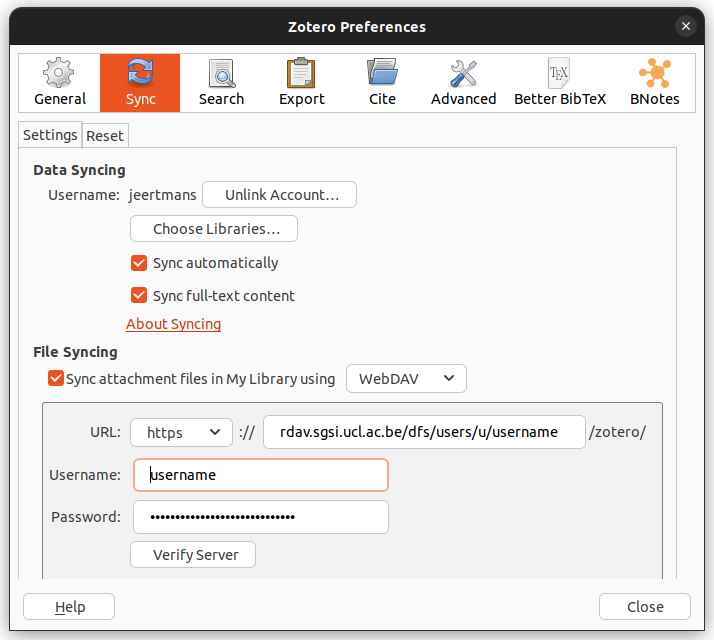 Zotero Preferences
General Sync Search Export Cite Advanced Better BibTeX BNotes
Settings Reset
Data Syncing
Username: jeertmans Unlink Account...
Choose Libraries...
Sync automatically
Sync full-text content
About Syncing
File Syncing
Sync attachment files in My Library using WebDAV
URL: https :// rdav.sgsi.ucl.ac.be/dfs/users/u/username /zotero/
Username: username
Password: •••••••••••••••••••••••••••••
Verify Server
Help Close